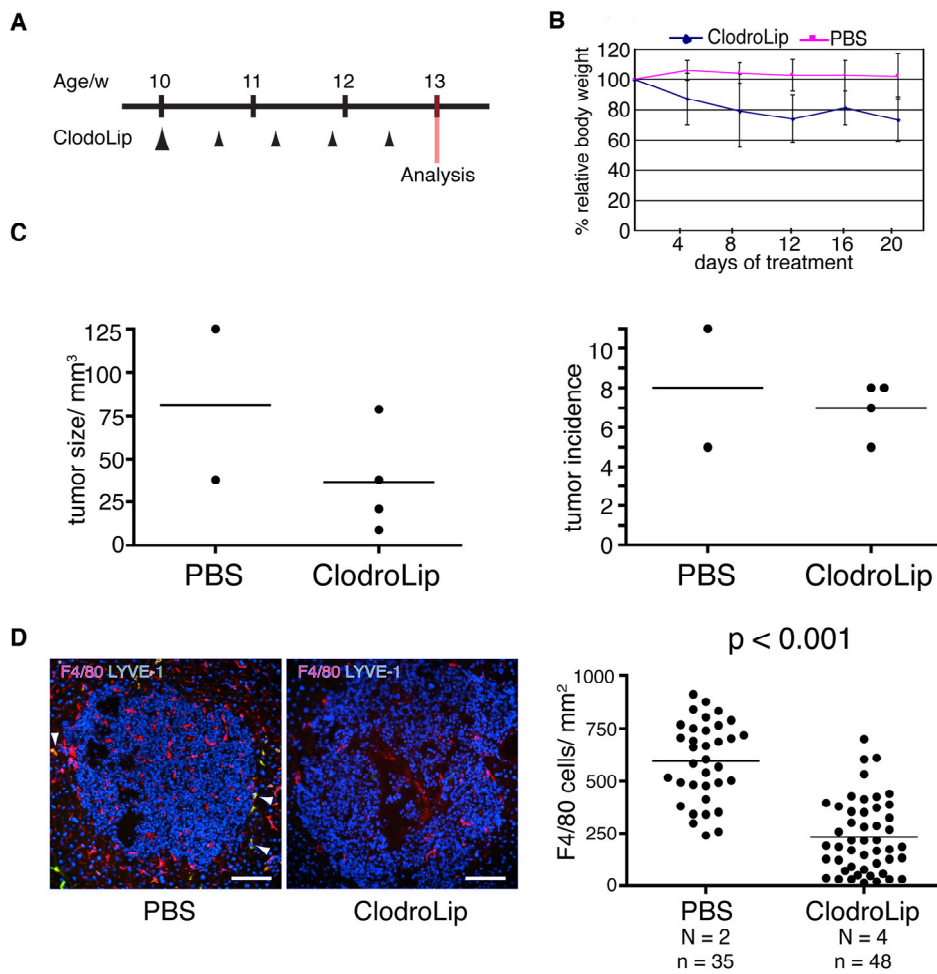 A
Age/w 10 11 12 13
ClodoLip
Analysis
B
ClodroLip PBS
% relative body weight
120
100
80
60
40
20
0
4 8 12 16 20
days of treatment
C
tumor size/ mm³
125
100
75
50
25
0
PBS ClodroLip
tumor incidence
10
8
6
4
2
0
PBS ClodroLip
D
F4/80 LYVE-1
F4/80 LYVE-1
PBS ClodroLip
p < 0.001
F4/80 cells/ mm²
1000
750
500
250
0
PBS ClodroLip
N = 2 N = 4
n = 35 n = 48